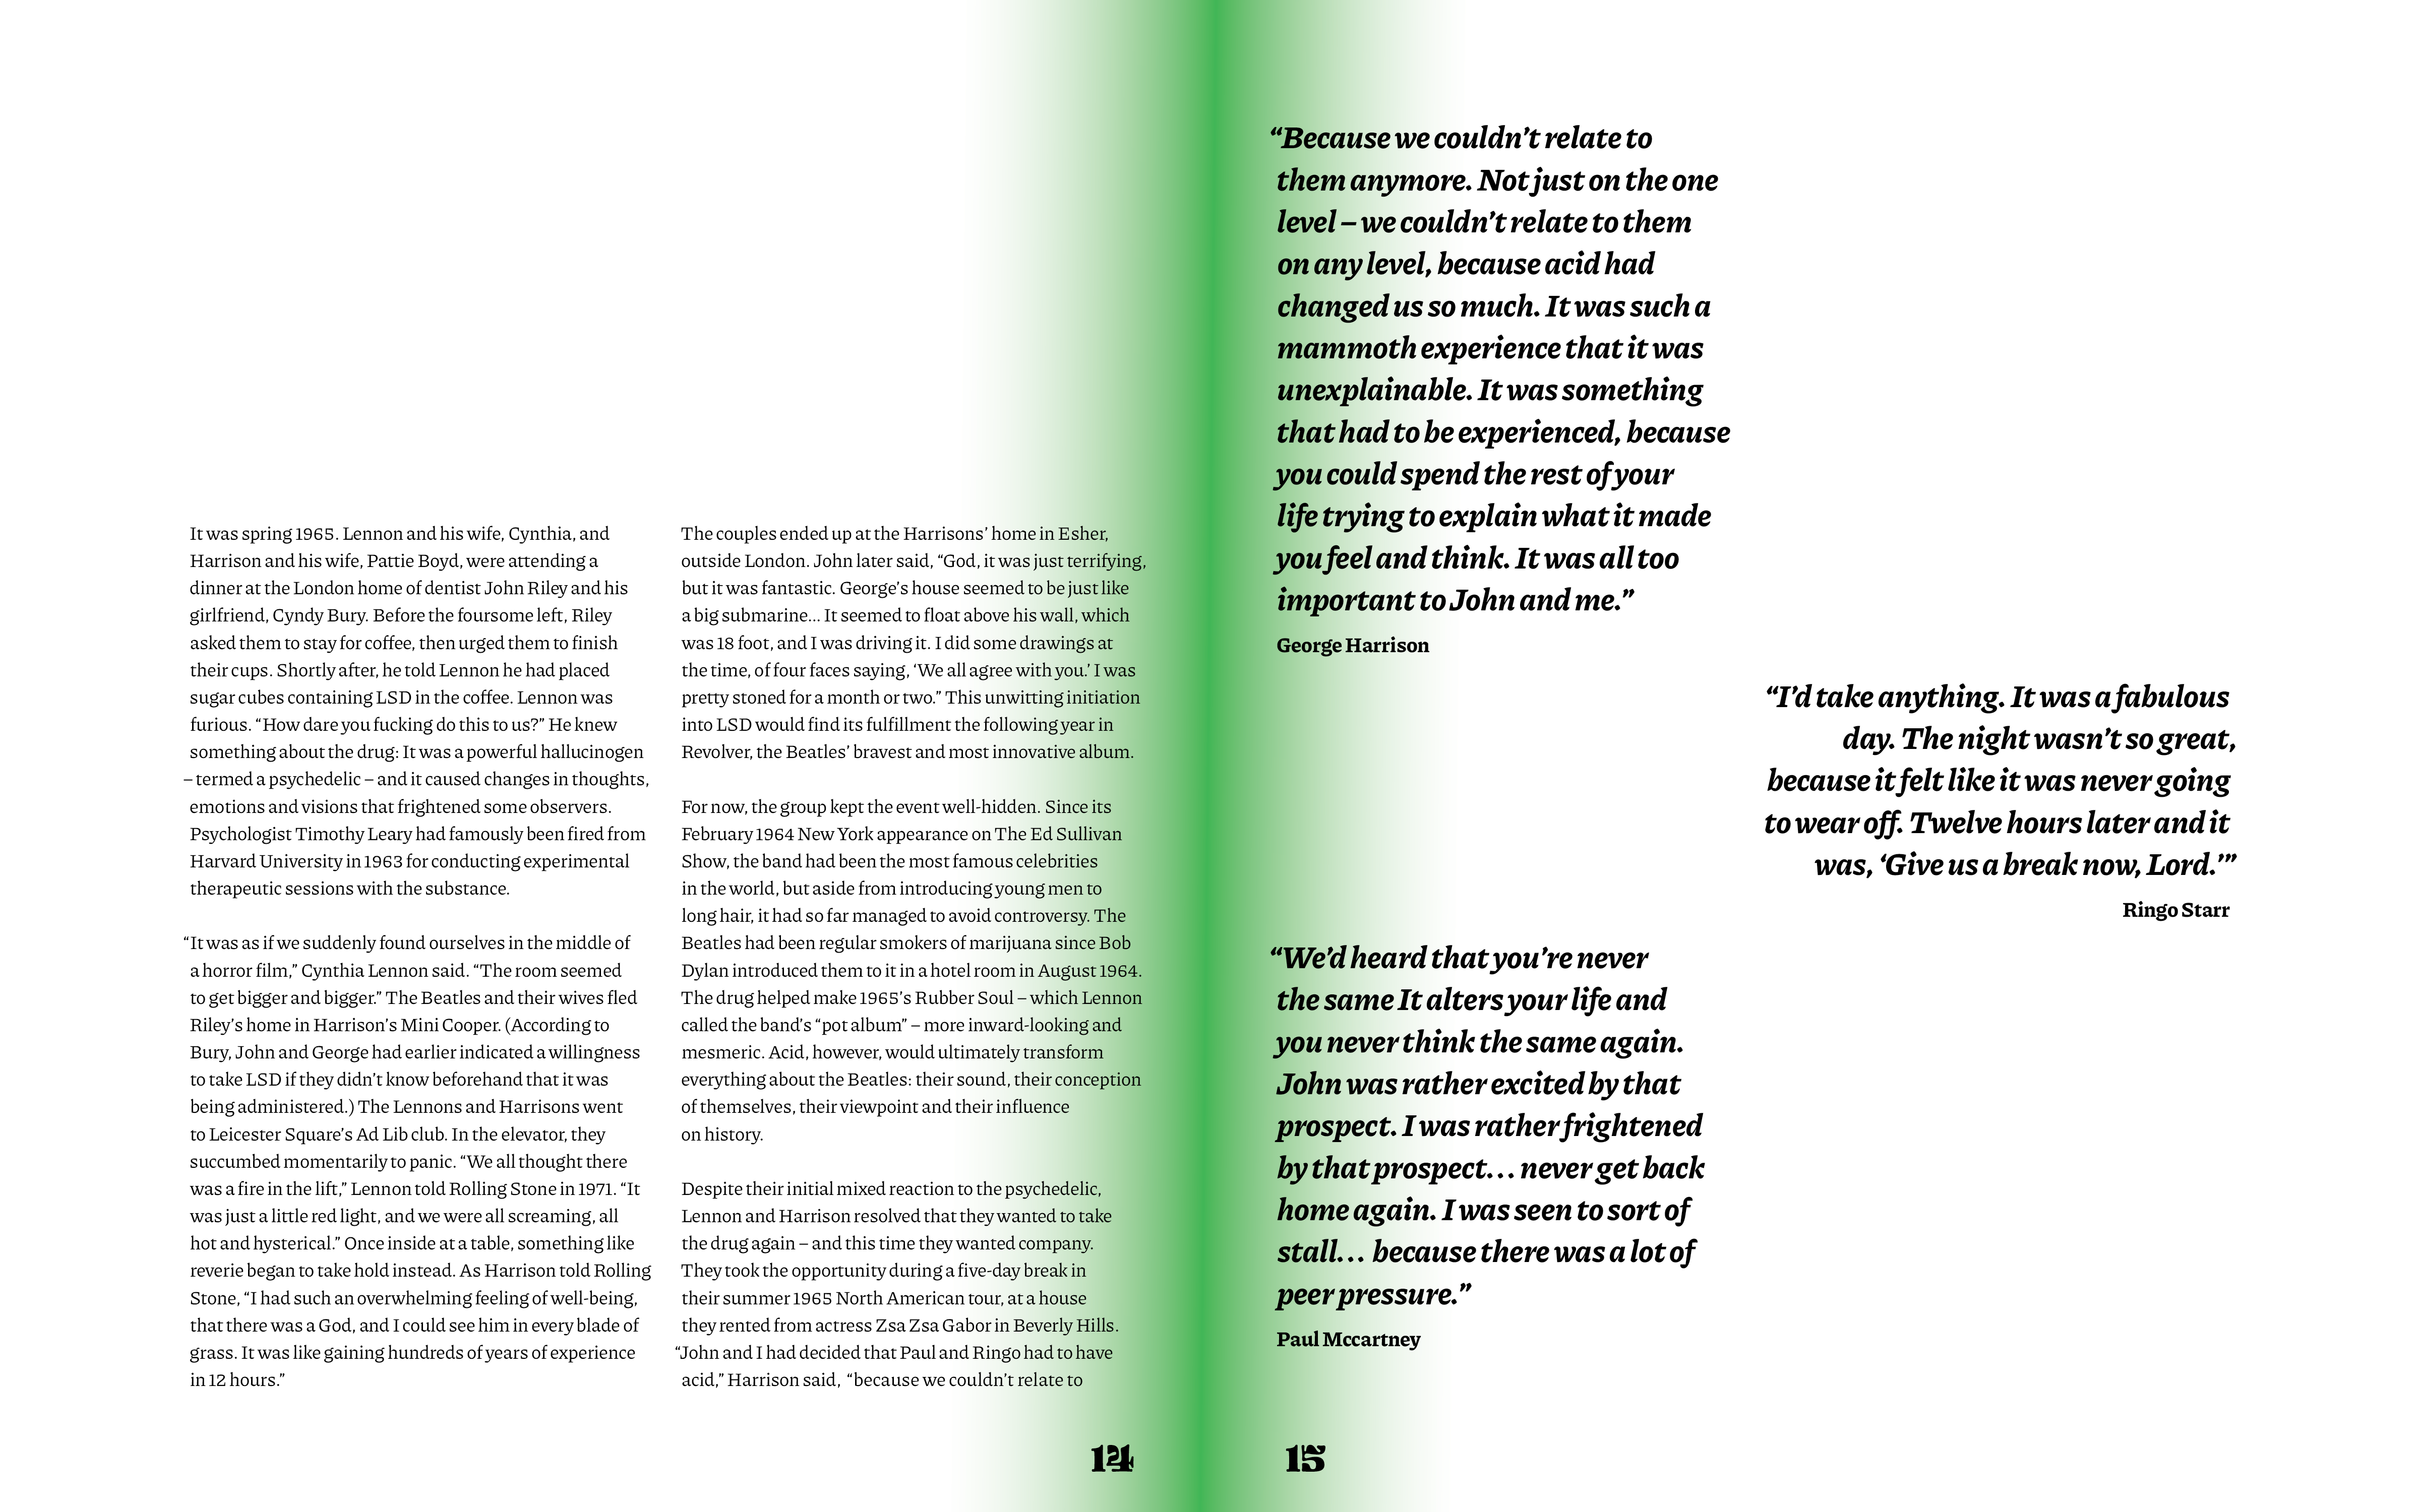 It was spring 1965. Lennon and his wife, Cynthia, and
Harrison and his wife, Pattie Boyd, were attending a
dinner at the London home of dentist John Riley and his
girlfriend, Cyndy Bury. Before the foursome left, Riley
asked them to stay for coffee, then urged them to finish
their cups. Shortly after, he told Lennon he had placed
sugar cubes containing LSD in the coffee. Lennon was
furious. “How dare you fucking do this to us?” He knew
something about the drug: It was a powerful hallucinogen
– termed a psychedelic – and it caused changes in thoughts,
emotions and visions that frightened some observers.
Psychologist Timothy Leary had famously been fired from
Harvard University in 1963 for conducting experimental
therapeutic sessions with the substance.
“It was as if we suddenly found ourselves in the middle of
a horror film,” Cynthia Lennon said. “The room seemed
to get bigger and bigger.” The Beatles and their wives fled
Riley’s home in Harrison’s Mini Cooper. (According to
Bury, John and George had earlier indicated a willingness
to take LSD if they didn’t know beforehand that it was
being administered.) The Lennons and Harrisons went
to Leicester Square’s Ad Lib club. In the elevator, they
succumbed momentarily to panic. “We all thought there
was a fire in the lift,” Lennon told Rolling Stone in 1971. “It
was just a little red light, and we were all screaming, all
hot and hysterical.” Once inside at a table, something like
reverie began to take hold instead. As Harrison told Rolling
Stone, “I had such an overwhelming feeling of well-being,
that there was a God, and I could see him in every blade of
grass. It was like gaining hundreds of years of experience
in 12 hours.”
The couples ended up at the Harrisons’ home in Esher,
outside London. John later said, “God, it was just terrifying,
but it was fantastic. George’s house seemed to be just like
a big submarine... It seemed to float above his wall, which
was 18 foot, and I was driving it. I did some drawings at
the time, of four faces saying, ‘We all agree with you.’ I was
pretty stoned for a month or two.” This unwitting initiation
into LSD would find its fulfillment the following year in
Revolver, the Beatles’ bravest and most innovative album.
For now, the group kept the event well-hidden. Since its
February 1964 New York appearance on The Ed Sullivan
Show, the band had been the most famous celebrities
in the world, but aside from introducing young men to
long hair, it had so far managed to avoid controversy. The
Beatles had been regular smokers of marijuana since Bob
Dylan introduced them to it in a hotel room in August 1964.
The drug helped make 1965’s Rubber Soul – which Lennon
called the band’s “pot album” – more inward-looking and
mesmeric. Acid, however, would ultimately transform
everything about the Beatles: their sound, their conception
of themselves, their viewpoint and their influence
on history.
Despite their initial mixed reaction to the psychedelic,
Lennon and Harrison resolved that they wanted to take
the drug again – and this time they wanted company.
They took the opportunity during a five-day break in
their summer 1965 North American tour, at a house
they rented from actress Zsa Zsa Gabor in Beverly Hills.
“John and I had decided that Paul and Ringo had to have
acid,” Harrison said, “because we couldn’t relate to
14
“Because we couldn’t relate to
them anymore. Not just on the one
level – we couldn’t relate to them
on any level, because acid had
changed us so much. It was such a
mammoth experience that it was
unexplainable. It was something
that had to be experienced, because
you could spend the rest of your
life trying to explain what it made
you feel and think. It was all too
important to John and me.”
George Harrison
“I’d take anything. It was a fabulous
day. The night wasn’t so great,
because it felt like it was never going
to wear off. Twelve hours later and it
was, ‘Give us a break now, Lord.’”
Ringo Starr
“We’d heard that you’re never
the same It alters your life and
you never think the same again.
John was rather excited by that
prospect. I was rather frightened
by that prospect... never get back
home again. I was seen to sort of
stall... because there was a lot of
peer pressure.”
Paul Mccartney
15